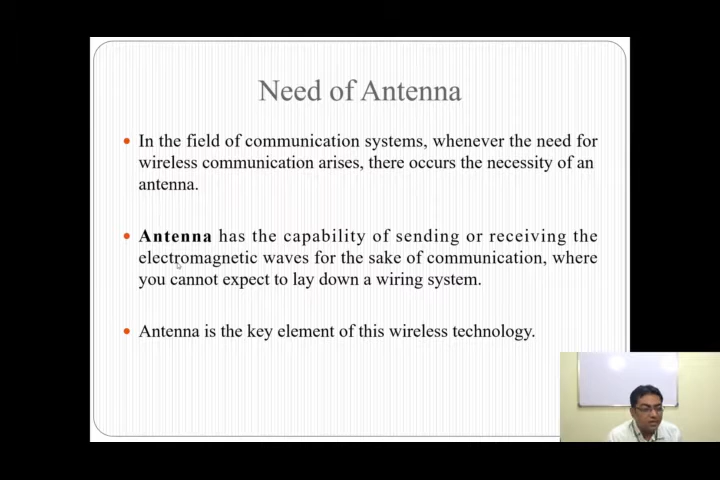 Need of Antenna
In the field of communication systems, whenever the need for
wireless communication arises, there occurs the necessity of an
antenna.
Antenna has the capability of sending or receiving the
electromagnetic waves for the sake of communication, where
you cannot expect to lay down a wiring system.
Antenna is the key element of this wireless technology.